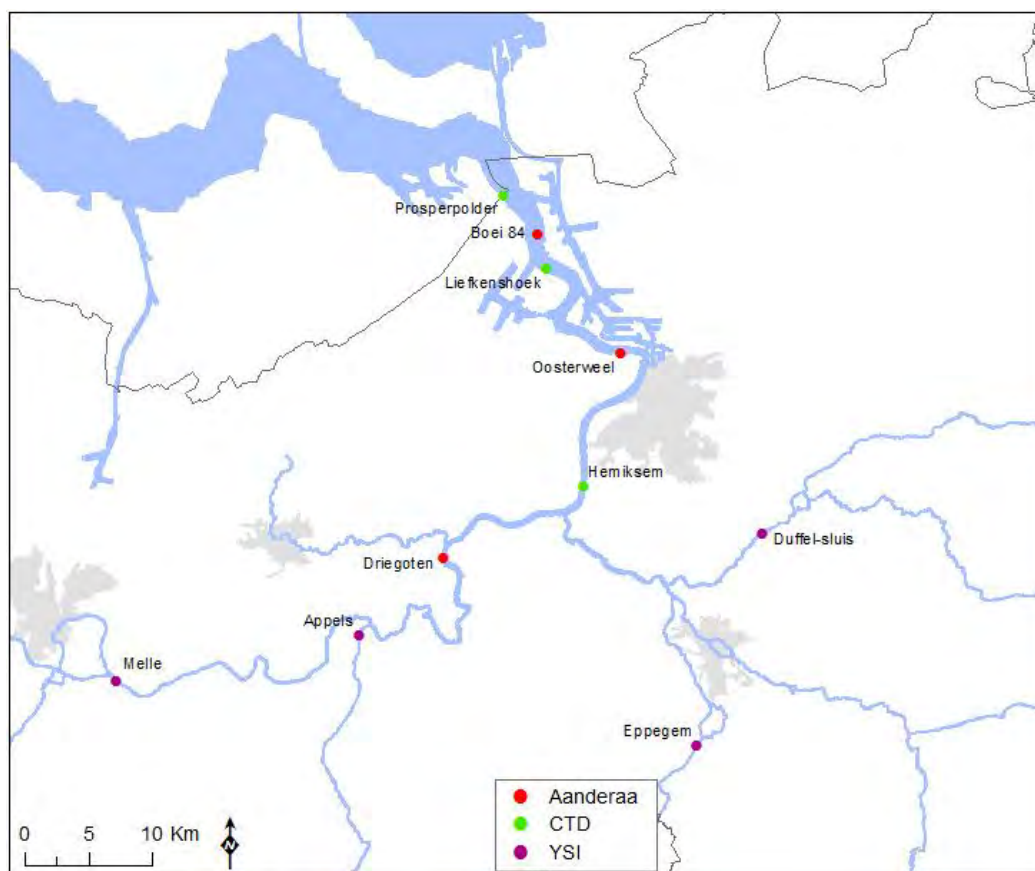 Prosperpolder
Boei 84
Liefkenshoek
Oosterweel
Hemiksem
Duffel-sluis
Driegoten
Appels
Melle
Eppegem
Aanderaa
CTD
YSI
0 5 10 Km
N